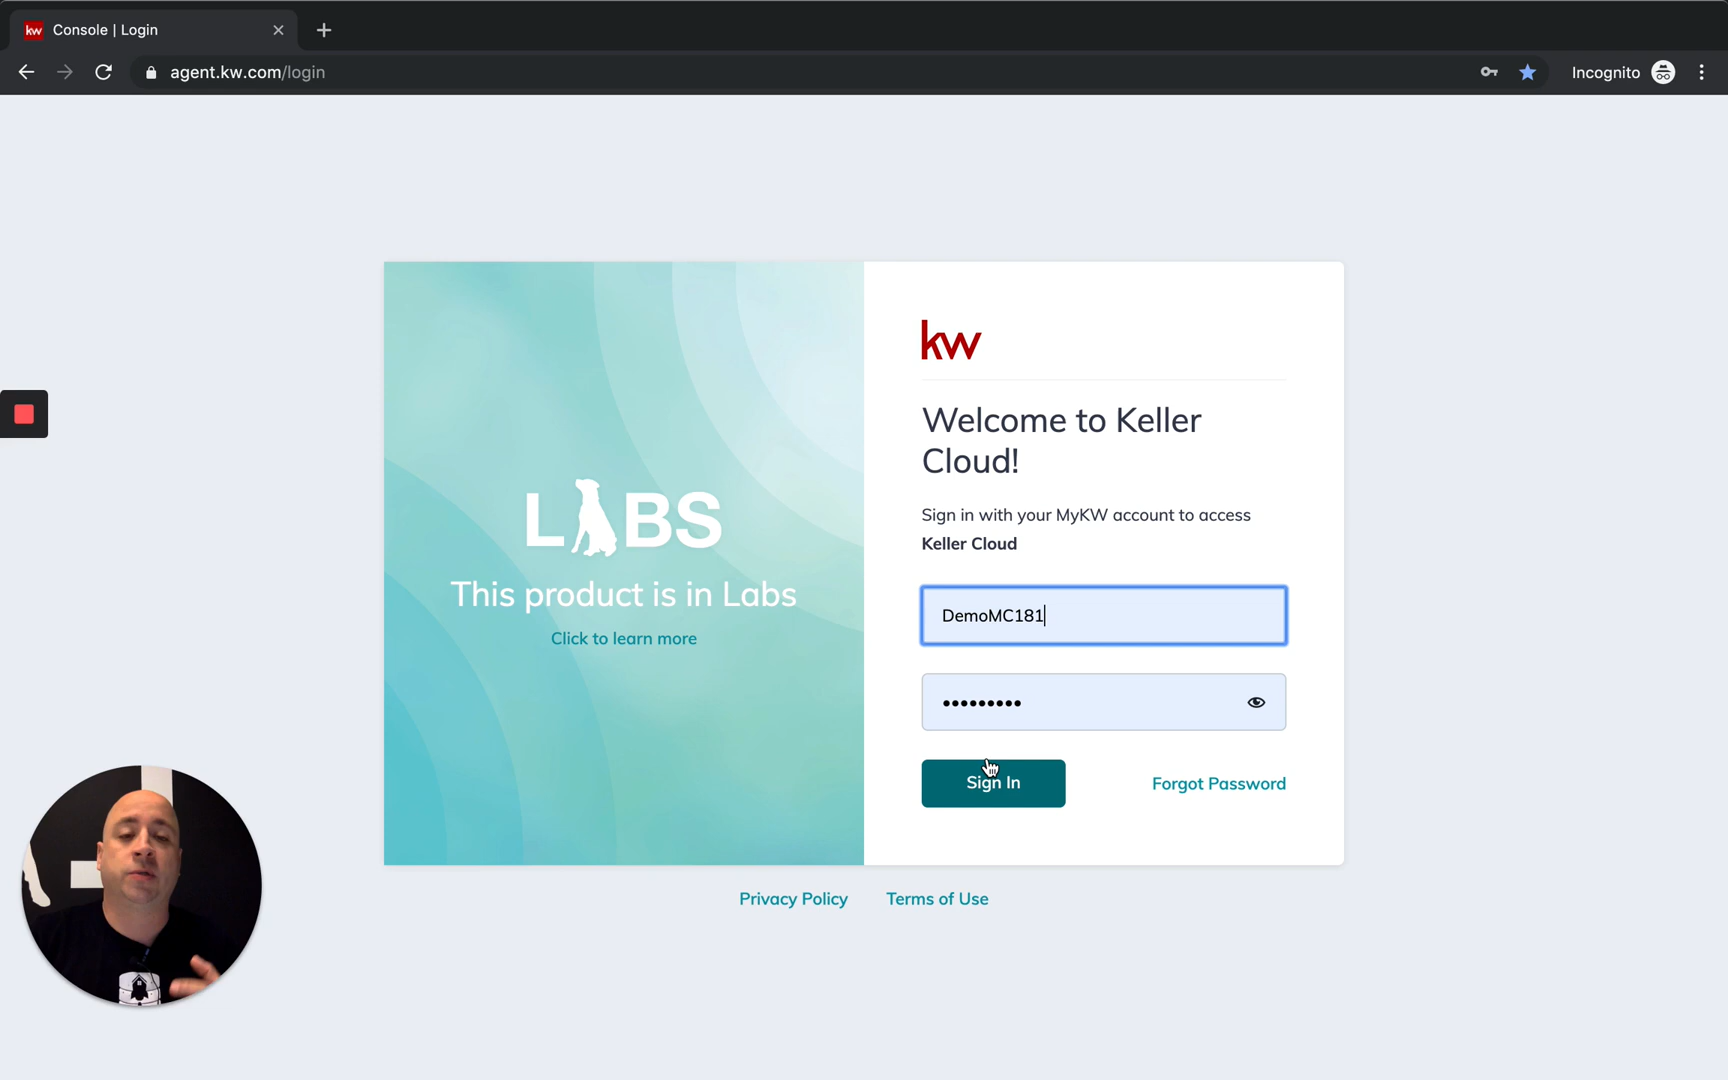 kw Console | Login
agent.kw.com/login
Incognito
kw
Welcome to Keller
Cloud!
Sign in with your MyKW account to access
Keller Cloud
LABS
This product is in Labs
Click to learn more
DemoMC181
•••••••••
Sign In
Forgot Password
Privacy Policy
Terms of Use